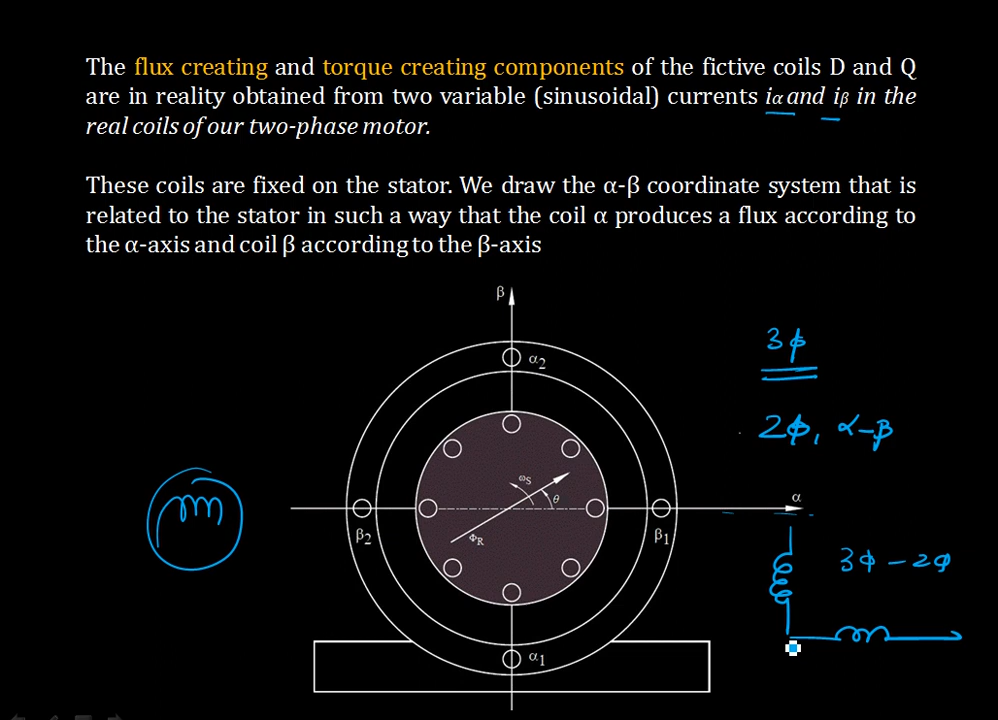 The flux creating and torque creating components of the fictive coils D and Q
are in reality obtained from two variable (sinusoidal) currents iα and iβ in the
real coils of our two-phase motor.
These coils are fixed on the stator. We draw the α-β coordinate system that is
related to the stator in such a way that the coil α produces a flux according to
the α-axis and coil β according to the β-axis
β
α2
3ϕ
2ϕ, α-β
ωS
θ
α
β2
ΦR
β1
3ϕ - 2ϕ
α1